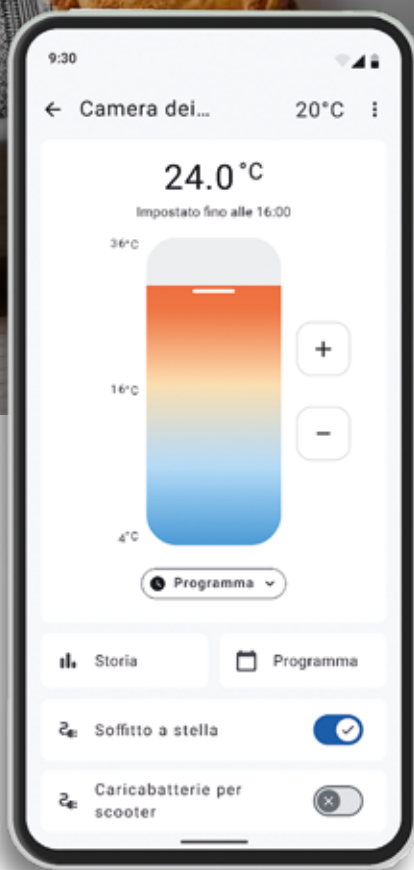 9:30
Camera dei... 20°C
24.0°C
Impostato fino alle 16:00
36°C
16°C
4°C
Programma
Storia
Programma
Soffitto a stella
Caricabatterie per
scooter